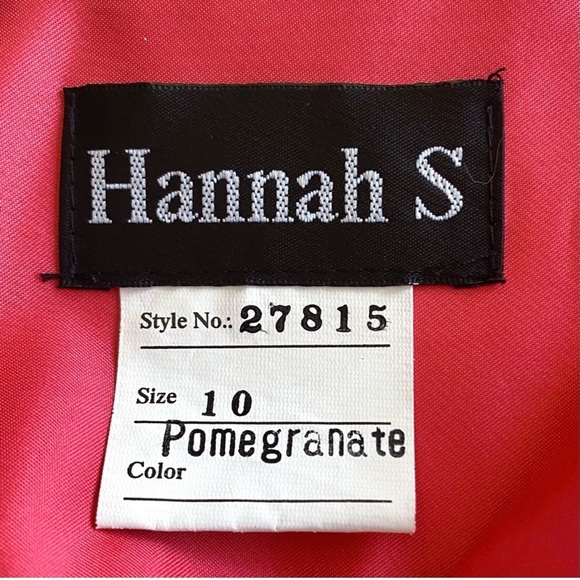 Hannah S
Style No.: 27815
Size 10
Pomegranate
Color